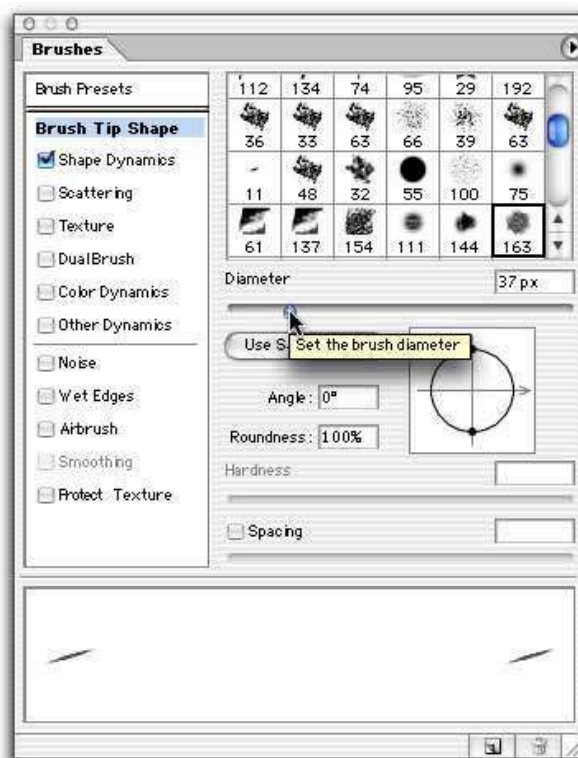 Brushes
Brush Presets
Brush Tip Shape
Shape Dynamics
Scattering
Texture
Dual Brush
Color Dynamics
Other Dynamics
Noise
Wet Edges
Airbrush
Smoothing
Protect Texture
112 134 74 95 29 192
36 33 63 66 39 63
11 48 32 55 100 75
61 137 154 111 144 163
Diameter 37 px
Use S
Set the brush diameter
Angle: 0°
Roundness: 100%
Hardness
Spacing